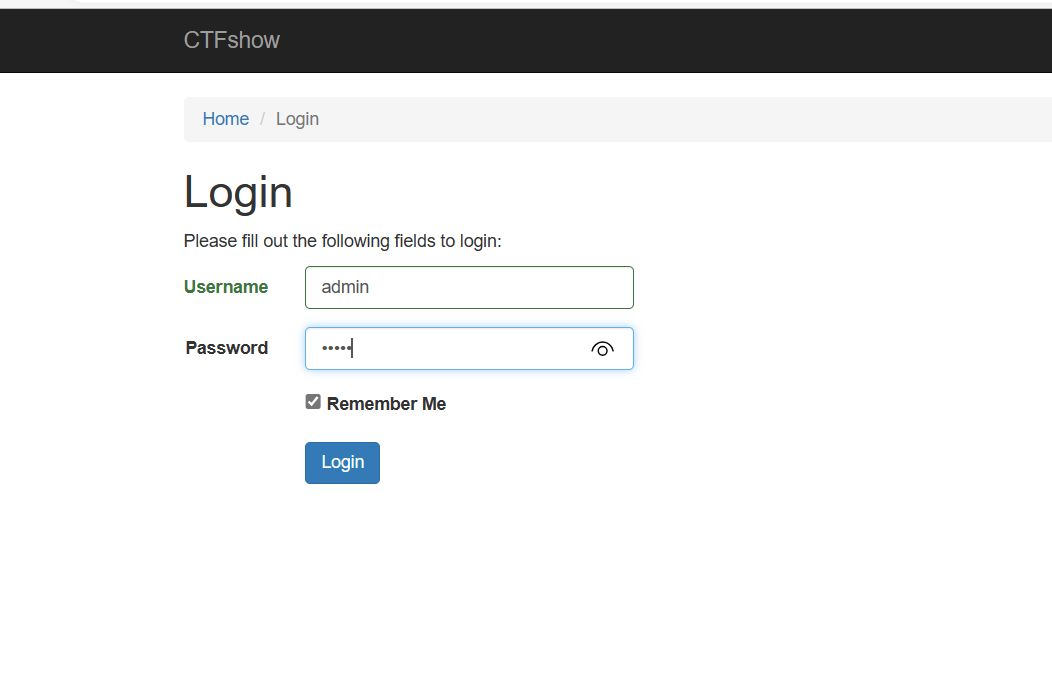 CTFshow
Home / Login
Login
Please fill out the following fields to login:
Username admin
Password •••••
Remember Me
Login